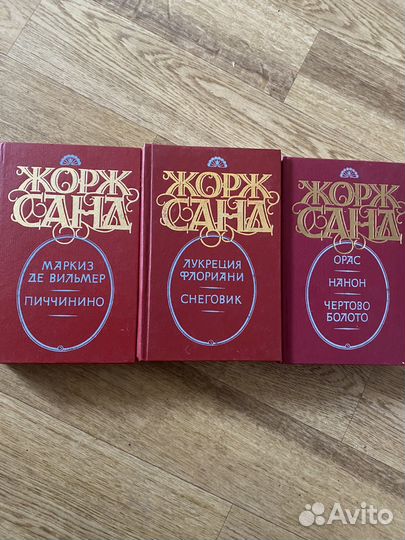 ЖОРЖ
САНД
МАРКИЗ
ДЕ ВИЛЬМЕР
ПИЧЧИНИНО
ЖОРЖ
САНД
ЛУКРЕЦИЯ
ФЛОРИАНИ
СНЕГОВИК
ЖОРЖ
САНД
ОРАС
НАНОН
ЧЕРТОВО
БОЛОТО
Avito